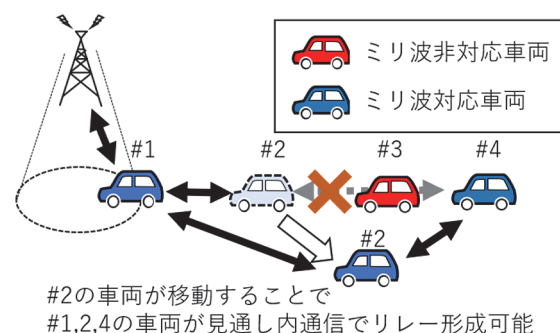 ミリ波非対応車両
ミリ波対応車両
#1
#2
#3
#4
#2
#2の車両が移動することで
#1,2,4の車両が見通し内通信でリレー形成可能